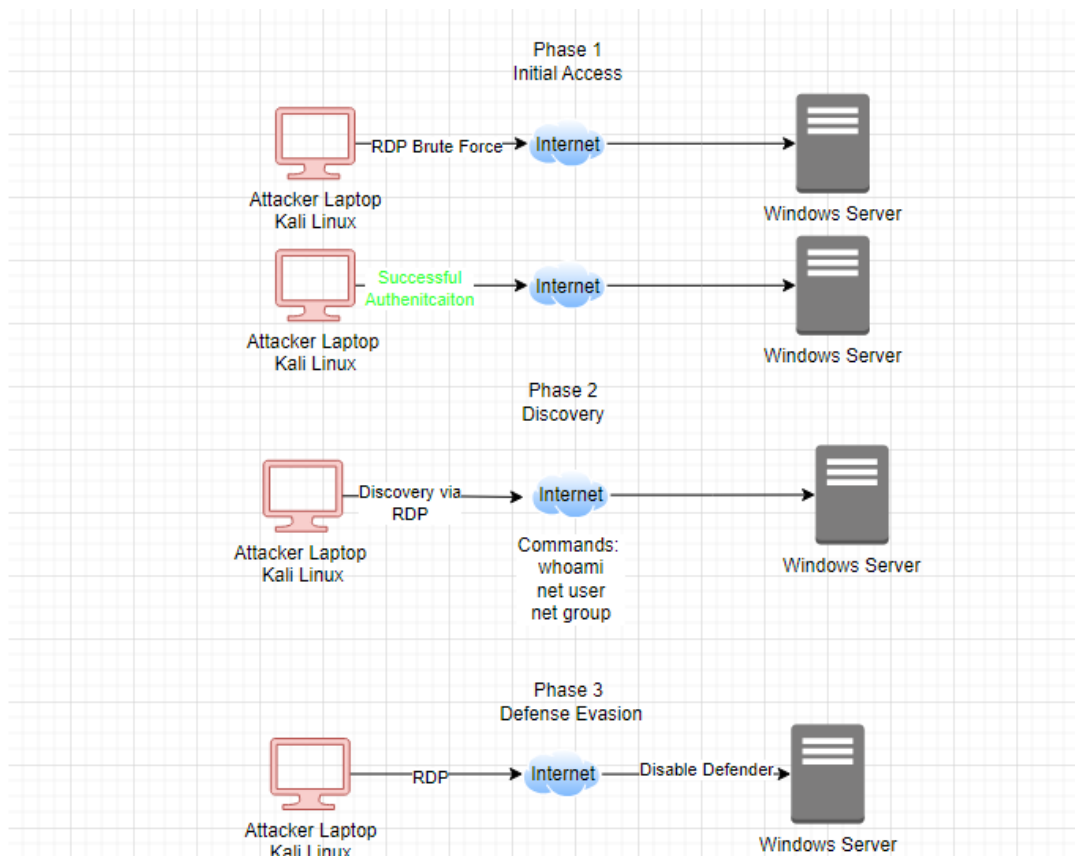 Phase 1
Initial Access
RDP Brute Force
Internet
Attacker Laptop
Kali Linux
Windows Server
Successful
Authenitcaiton
Internet
Attacker Laptop
Kali Linux
Windows Server
Phase 2
Discovery
Discovery via
RDP
Internet
Attacker Laptop
Kali Linux
Commands:
whoami
net user
net group
Windows Server
Phase 3
Defense Evasion
RDP
Internet
Disable Defender
Attacker Laptop
Kali Linux
Windows Server